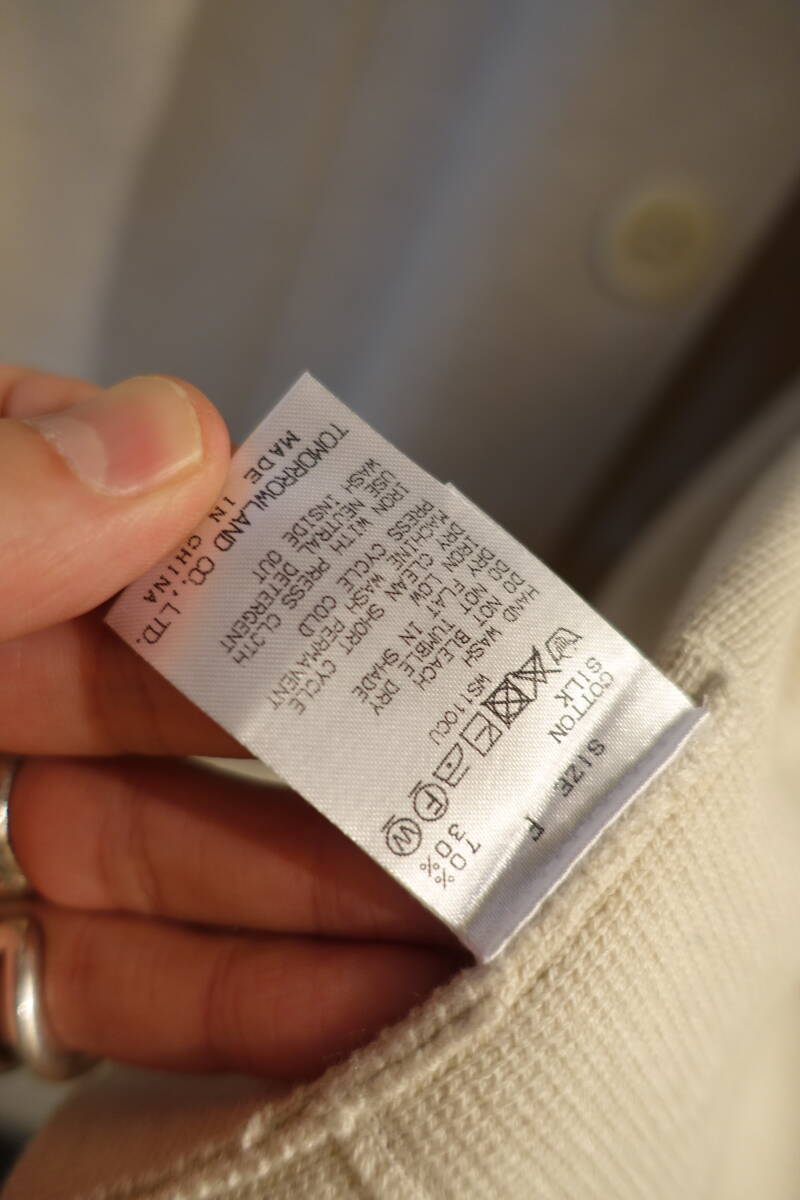 SIZE F
COTTON 70%
SILK 30%
F W
WS110CU
HAND WASH
DO NOT BLEACH
DO NOT TUMBLE DRY
DRY FLAT IN SHADE
IRON LOW
DRY CLEAN SHORT CYCLE
MACHINE WASH COLD PERMANENT
PRESS CYCLE
IRON WITH PRESS CLOTH
USE NEUTRAL DETERGENT
WASH INSIDE OUT
TOMORROWLAND CO.,LTD.
MADE IN CHINA